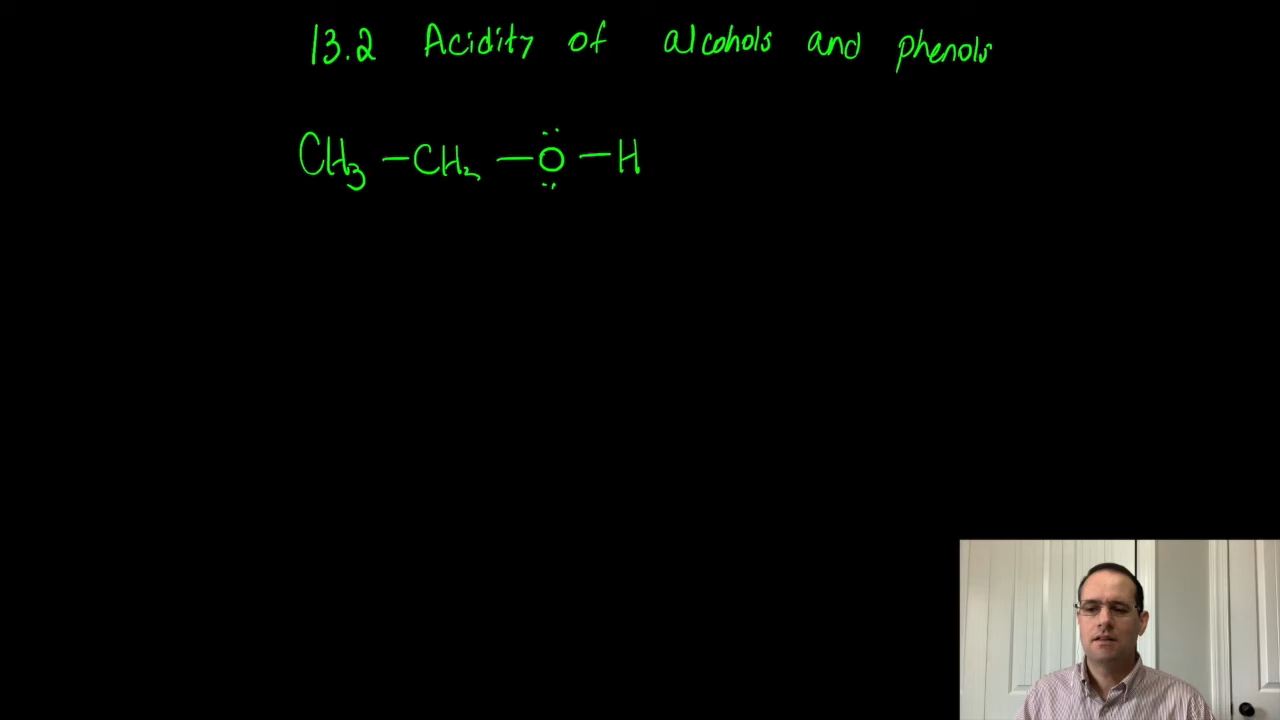 13.2 Acidity of alcohols and phenols
CH₃ – CH₂ – Ö – H